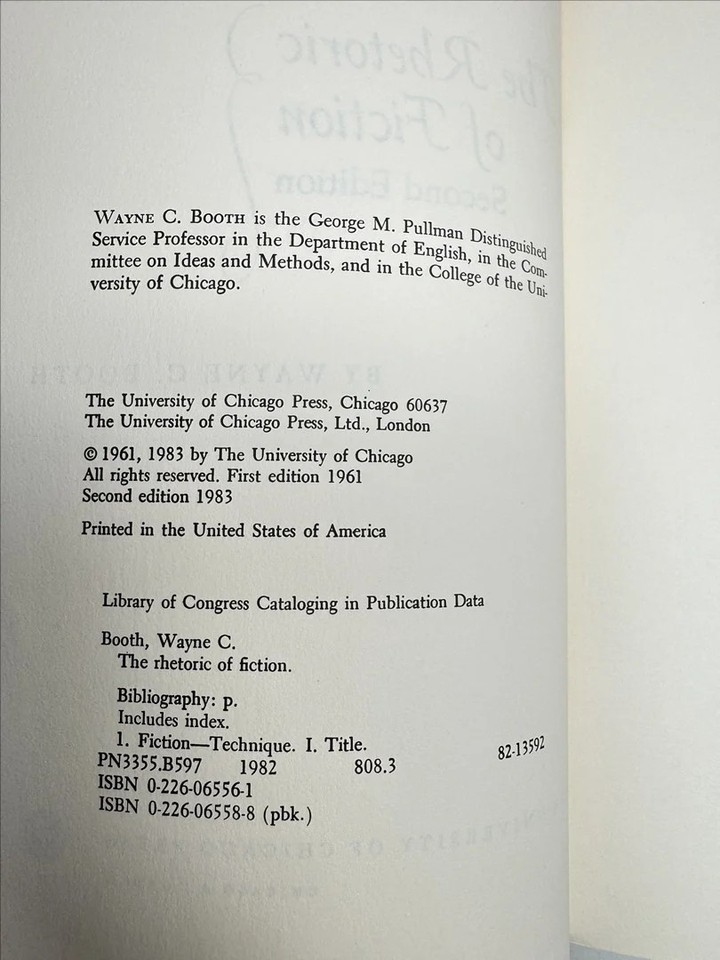 WAYNE C. BOOTH is the George M. Pullman Distinguished
Service Professor in the Department of English, in the Com-
mittee on Ideas and Methods, and in the College of the Uni-
versity of Chicago.
The University of Chicago Press, Chicago 60637
The University of Chicago Press, Ltd., London
© 1961, 1983 by The University of Chicago
All rights reserved. First edition 1961
Second edition 1983
Printed in the United States of America
Library of Congress Cataloging in Publication Data
Booth, Wayne C.
The rhetoric of fiction.
Bibliography: p.
Includes index.
1. Fiction—Technique. I. Title.
PN3355.B597 1982 808.3 82-13592
ISBN 0-226-06556-1
ISBN 0-226-06558-8 (pbk.)